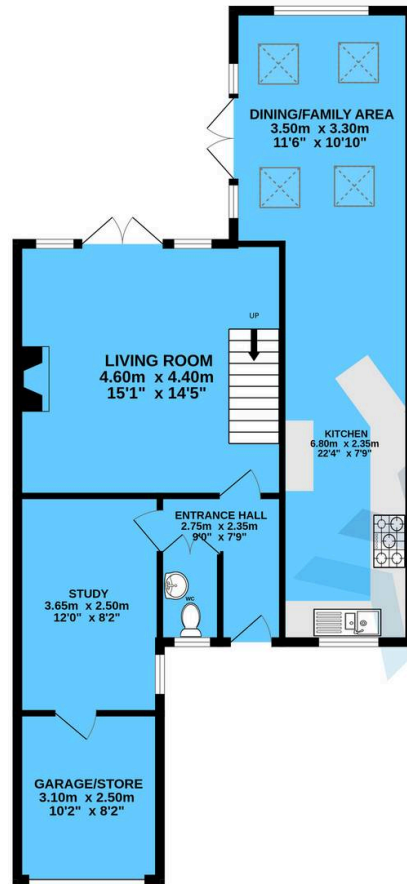 DINING/FAMILY AREA
3.50m x 3.30m
11'6" x 10'10"
UP
LIVING ROOM
4.60m x 4.40m
15'1" x 14'5"
KITCHEN
6.80m x 2.35m
22'4" x 7'9"
ENTRANCE HALL
2.75m x 2.35m
9'0" x 7'9"
WC
STUDY
3.65m x 2.50m
12'0" x 8'2"
GARAGE/STORE
3.10m x 2.50m
10'2" x 8'2"